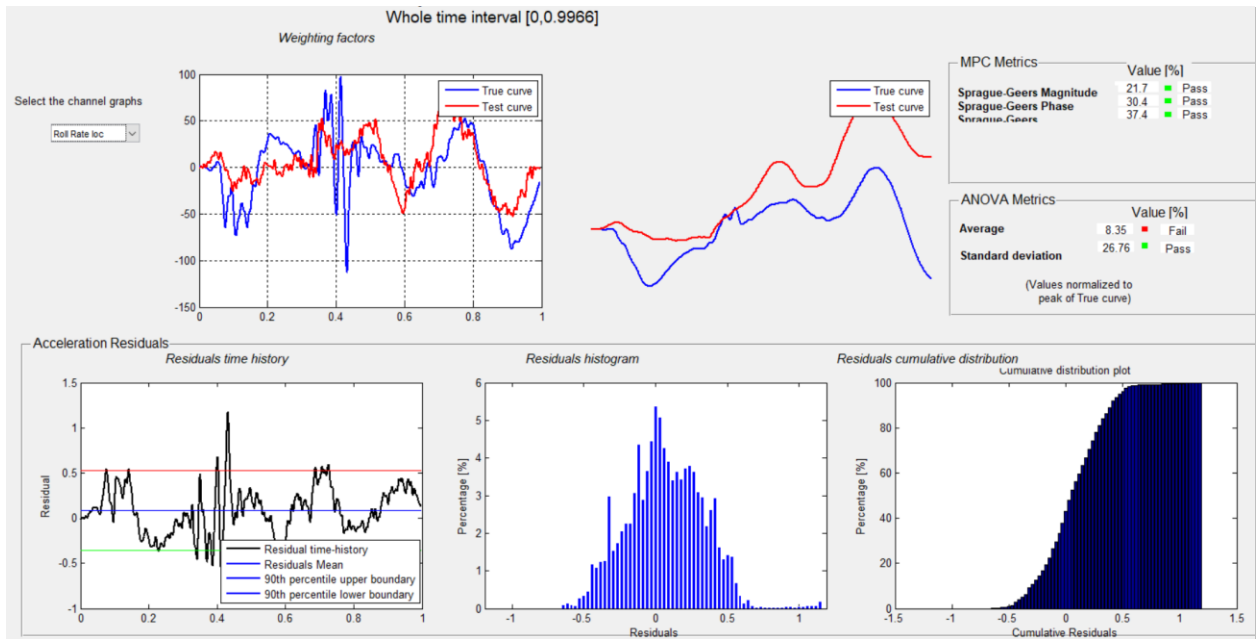 Whole time interval [0,0.9966]
Weighting factors
Select the channel graphs
Roll Rate loc
100
50
0
-50
-100
-150
0
0.2
0.4
0.6
0.8
1
True curve
Test curve
True curve
Test curve
MPC Metrics
Value [%]
Sprague-Geers Magnitude
21.7
Pass
Sprague-Geers Phase
30.4
Pass
Sprague-Geers
37.4
Pass
ANOVA Metrics
Value [%]
Average
8.35
Fail
Standard deviation
26.76
Pass
(Values normalized to
peak of True curve)
Acceleration Residuals
Residuals time history
Residual
1.5
1
0.5
0
-0.5
-1
0
0.2
0.4
0.6
0.8
1
Residual time-history
Residuals Mean
90th percentile upper boundary
90th percentile lower boundary
Residuals histogram
Percentage [%]
6
5
4
3
2
1
0
-1
-0.5
0
0.5
1
Residuals
Residuals cumulative distribution
Cumulative distribution plot
Percentage [%]
100
80
60
40
20
0
-1.5
-1
-0.5
0
0.5
1
1.5
Cumulative Residuals